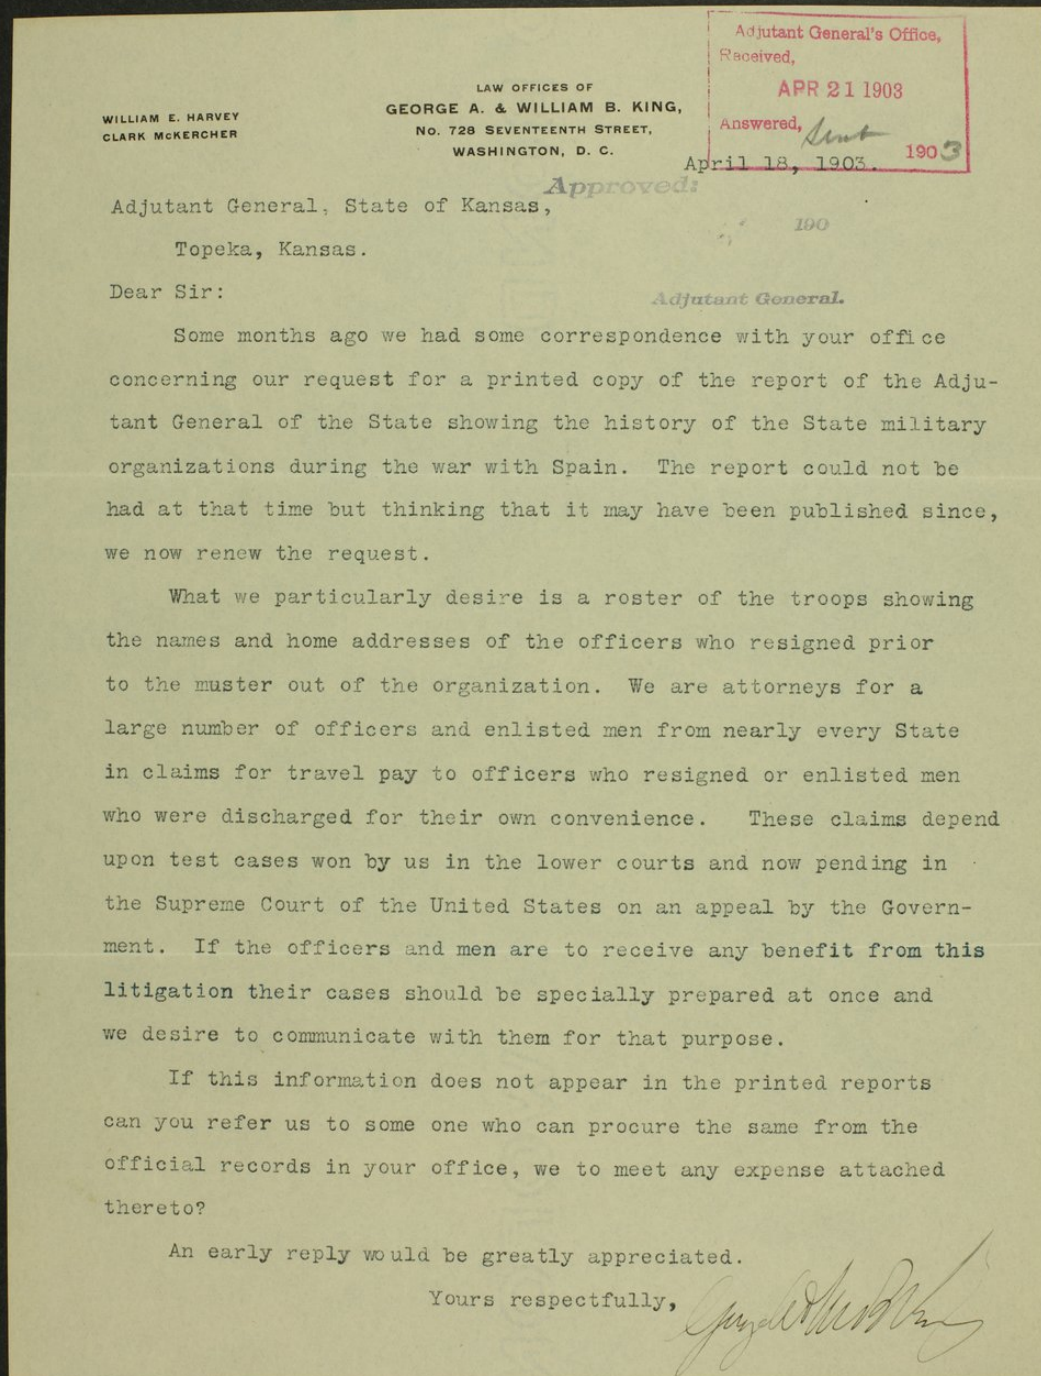 WILLIAM E. HARVEY
CLARK McKERCHER
LAW OFFICES OF
GEORGE A. & WILLIAM B. KING,
No. 728 SEVENTEENTH STREET,
WASHINGTON, D. C.
Adjutant General's Office,
Received,
APR 21 1903
Answered, Sent
1903
April 18, 1903.
Approved:
190
Adjutant General.
Adjutant General, State of Kansas,
Topeka, Kansas.
Dear Sir:
Some months ago we had some correspondence with your office
concerning our request for a printed copy of the report of the Adju-
tant General of the State showing the history of the State military
organizations during the war with Spain. The report could not be
had at that time but thinking that it may have been published since,
we now renew the request.
What we particularly desire is a roster of the troops showing
the names and home addresses of the officers who resigned prior
to the muster out of the organization. We are attorneys for a
large number of officers and enlisted men from nearly every State
in claims for travel pay to officers who resigned or enlisted men
who were discharged for their own convenience. These claims depend
upon test cases won by us in the lower courts and now pending in
the Supreme Court of the United States on an appeal by the Govern-
ment. If the officers and men are to receive any benefit from this
litigation their cases should be specially prepared at once and
we desire to communicate with them for that purpose.
If this information does not appear in the printed reports
can you refer us to some one who can procure the same from the
official records in your office, we to meet any expense attached
thereto?
An early reply would be greatly appreciated.
Yours respectfully,